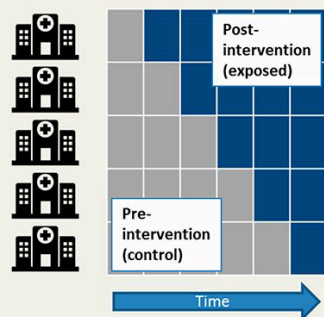 Post-
intervention
(exposed)
Pre-
intervention
(control)
Time